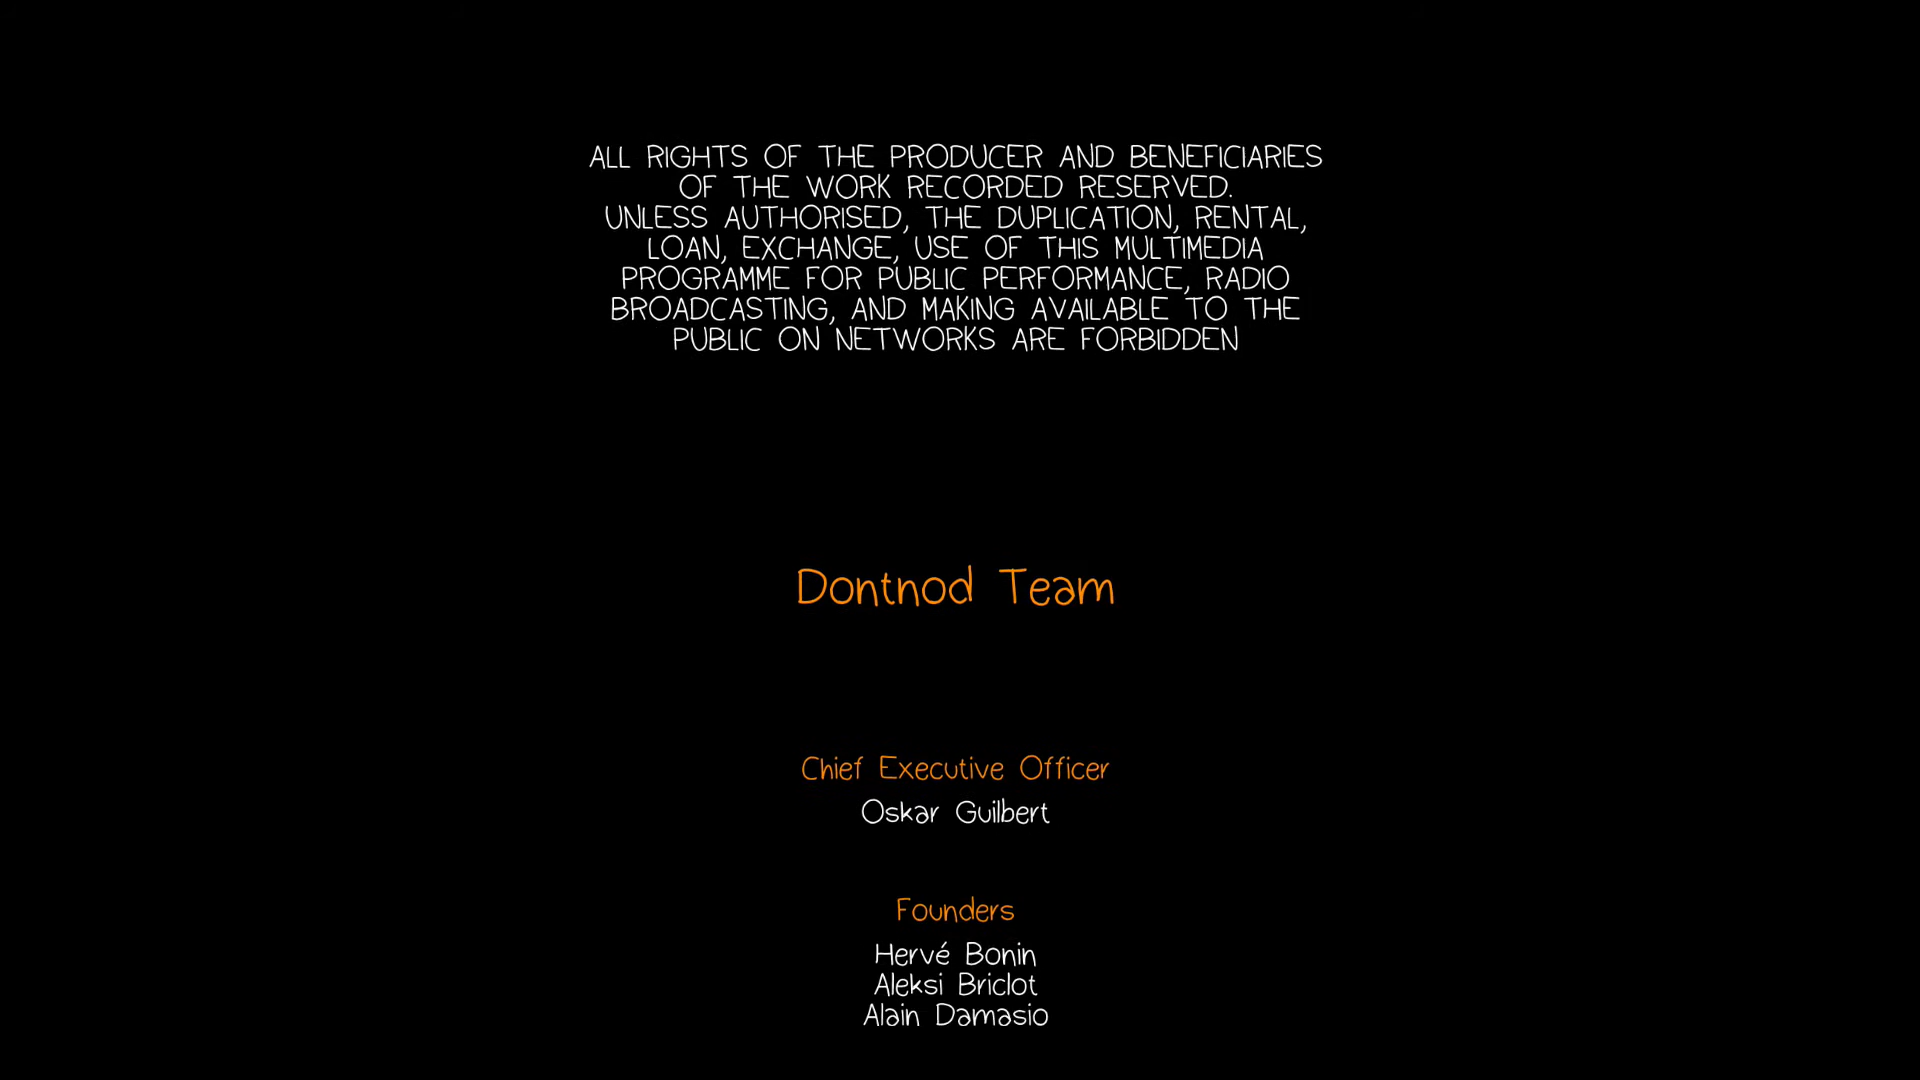 ALL RIGHTS OF THE PRODUCER AND BENEFICIARIES
OF THE WORK RECORDED RESERVED.
UNLESS AUTHORISED, THE DUPLICATION, RENTAL,
LOAN, EXCHANGE, USE OF THIS MULTIMEDIA
PROGRAMME FOR PUBLIC PERFORMANCE, RADIO
BROADCASTING, AND MAKING AVAILABLE TO THE
PUBLIC ON NETWORKS ARE FORBIDDEN
Dontnod Team
Chief Executive Officer
Oskar Guilbert
Founders
Hervé Bonin
Aleksi Briclot
Alain Damasio